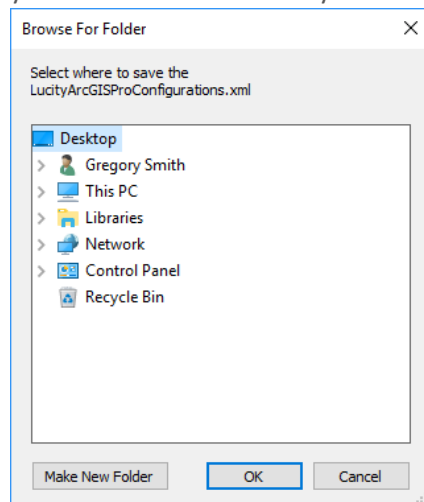 Browse For Folder
Select where to save the
LucityArcGISProConfigurations.xml
Desktop
Gregory Smith
This PC
Libraries
Network
Control Panel
Recycle Bin
Make New Folder
OK
Cancel